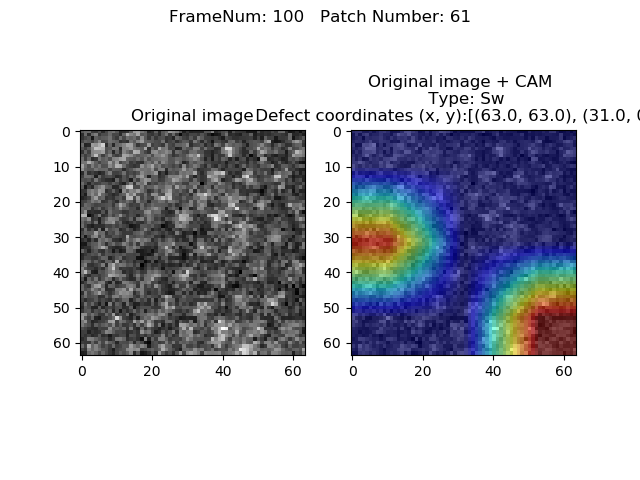 FrameNum: 100   Patch Number: 61
Original image + CAM
Type: Sw
Original image
Defect coordinates (x, y):[(63.0, 63.0), (31.0, 0
0
10
20
30
40
50
60
0 20 40 60
0
10
20
30
40
50
60
0 20 40 60